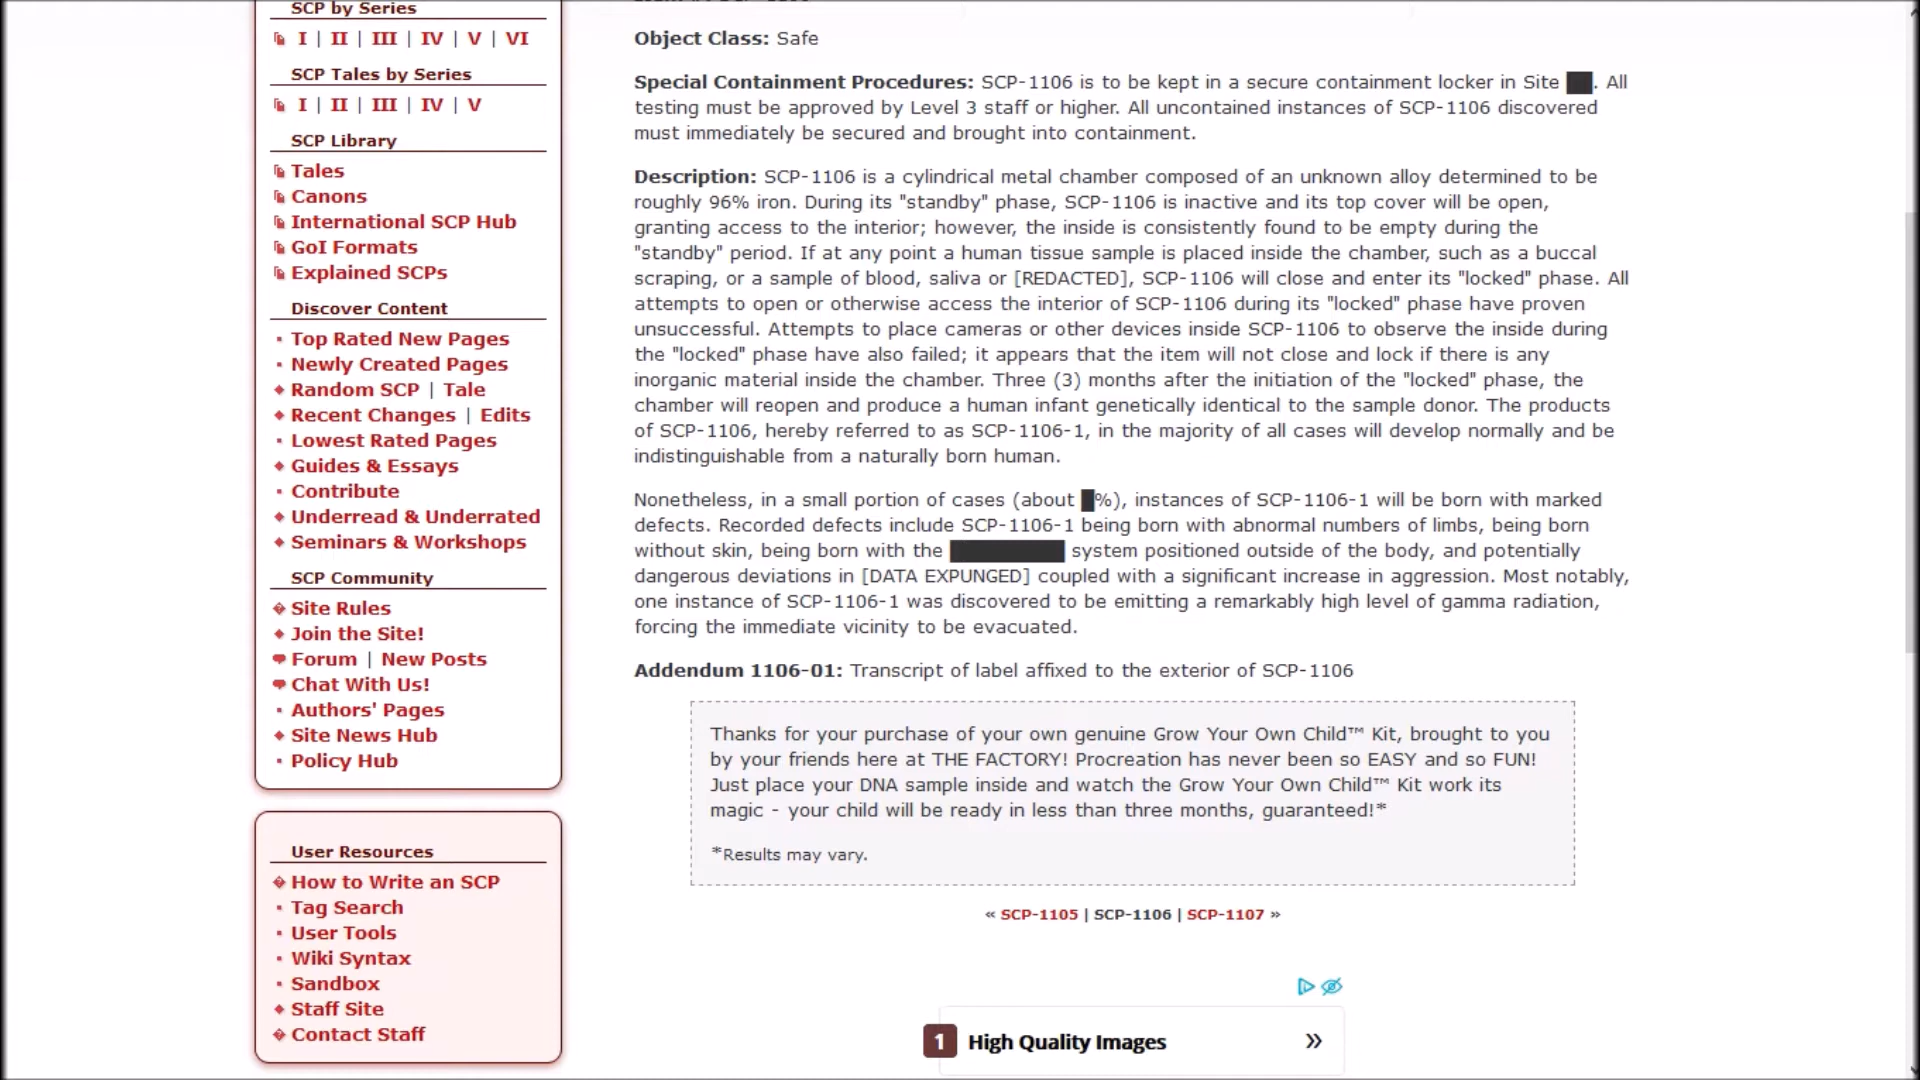 SCP by Series
I | II | III | IV | V | VI
SCP Tales by Series
I | II | III | IV | V
SCP Library
Tales
Canons
International SCP Hub
GoI Formats
Explained SCPs
Discover Content
Top Rated New Pages
Newly Created Pages
Random SCP | Tale
Recent Changes | Edits
Lowest Rated Pages
Guides & Essays
Contribute
Underread & Underrated
Seminars & Workshops
SCP Community
Site Rules
Join the Site!
Forum | New Posts
Chat With Us!
Authors' Pages
Site News Hub
Policy Hub
User Resources
How to Write an SCP
Tag Search
User Tools
Wiki Syntax
Sandbox
Staff Site
Contact Staff
Object Class: Safe
Special Containment Procedures: SCP-1106 is to be kept in a secure containment locker in Site ██. All
testing must be approved by Level 3 staff or higher. All uncontained instances of SCP-1106 discovered
must immediately be secured and brought into containment.
Description: SCP-1106 is a cylindrical metal chamber composed of an unknown alloy determined to be
roughly 96% iron. During its "standby" phase, SCP-1106 is inactive and its top cover will be open,
granting access to the interior; however, the inside is consistently found to be empty during the
"standby" period. If at any point a human tissue sample is placed inside the chamber, such as a buccal
scraping, or a sample of blood, saliva or [REDACTED], SCP-1106 will close and enter its "locked" phase. All
attempts to open or otherwise access the interior of SCP-1106 during its "locked" phase have proven
unsuccessful. Attempts to place cameras or other devices inside SCP-1106 to observe the inside during
the "locked" phase have also failed; it appears that the item will not close and lock if there is any
inorganic material inside the chamber. Three (3) months after the initiation of the "locked" phase, the
chamber will reopen and produce a human infant genetically identical to the sample donor. The products
of SCP-1106, hereby referred to as SCP-1106-1, in the majority of all cases will develop normally and be
indistinguishable from a naturally born human.
Nonetheless, in a small portion of cases (about █%), instances of SCP-1106-1 will be born with marked
defects. Recorded defects include SCP-1106-1 being born with abnormal numbers of limbs, being born
without skin, being born with the █████████ system positioned outside of the body, and potentially
dangerous deviations in [DATA EXPUNGED] coupled with a significant increase in aggression. Most notably,
one instance of SCP-1106-1 was discovered to be emitting a remarkably high level of gamma radiation,
forcing the immediate vicinity to be evacuated.
Addendum 1106-01: Transcript of label affixed to the exterior of SCP-1106
Thanks for your purchase of your own genuine Grow Your Own Child™ Kit, brought to you
by your friends here at THE FACTORY! Procreation has never been so EASY and so FUN!
Just place your DNA sample inside and watch the Grow Your Own Child™ Kit work its
magic - your child will be ready in less than three months, guaranteed!*
*Results may vary.
« SCP-1105 | SCP-1106 | SCP-1107 »
1 High Quality Images »